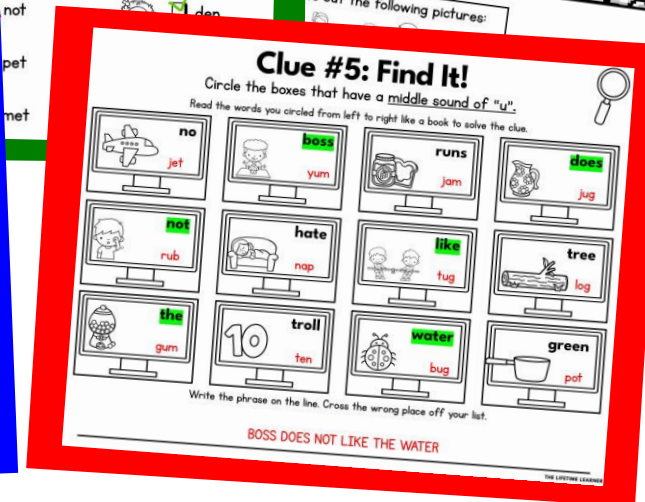 not
pet
met
den
out the following pictures:
Clue #5: Find It!
Circle the boxes that have a middle sound of "u".
Read the words you circled from left to right like a book to solve the clue.
no
jet
boss
yum
runs
jam
does
jug
not
rub
hate
nap
like
tug
tree
log
the
gum
10
troll
ten
water
bug
green
pot
Write the phrase on the line. Cross the wrong place off your list.
BOSS DOES NOT LIKE THE WATER
THE LIFETIME LEARNER